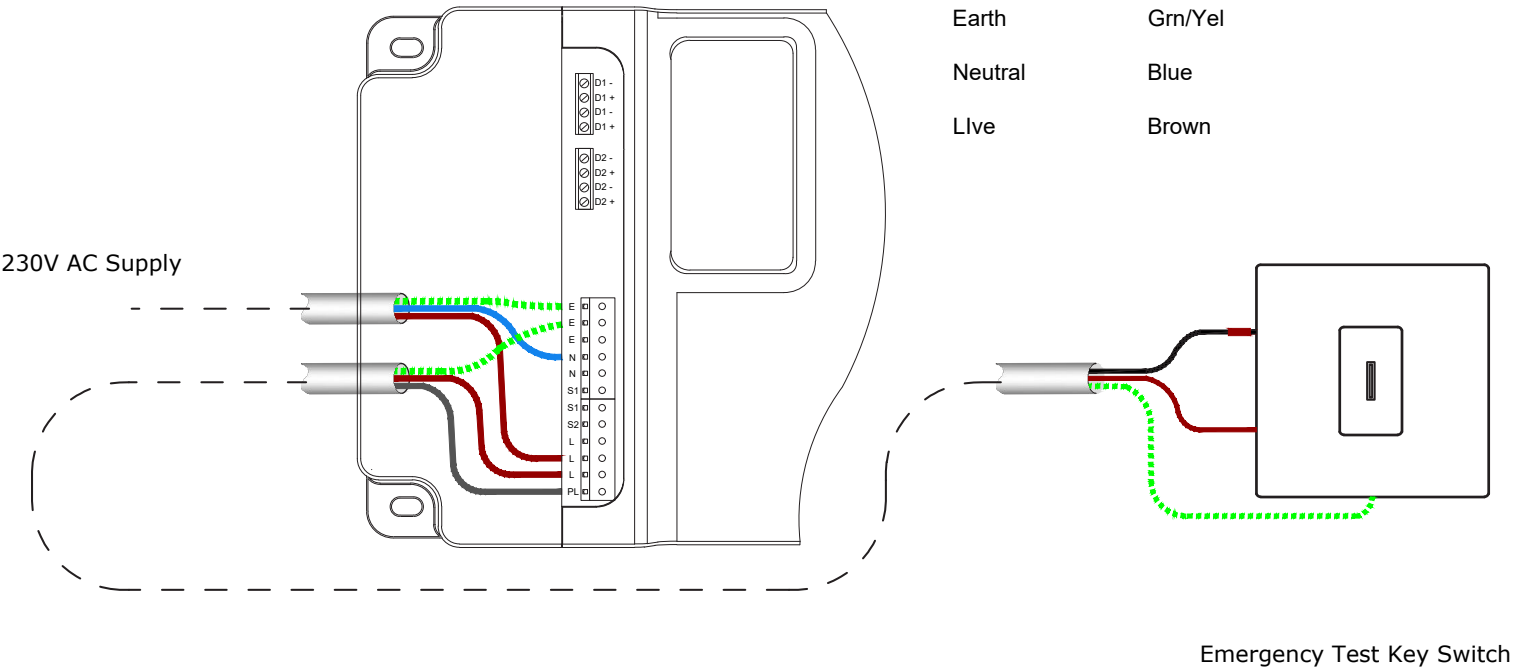 Earth Grn/Yel
Neutral Blue
LIve Brown
D1 -
D1 +
D1 -
D1 +
D2 -
D2 +
D2 -
D2 +
230V AC Supply
E
E
E
N
N
S1
S1
S2
L
L
L
PL
Emergency Test Key Switch